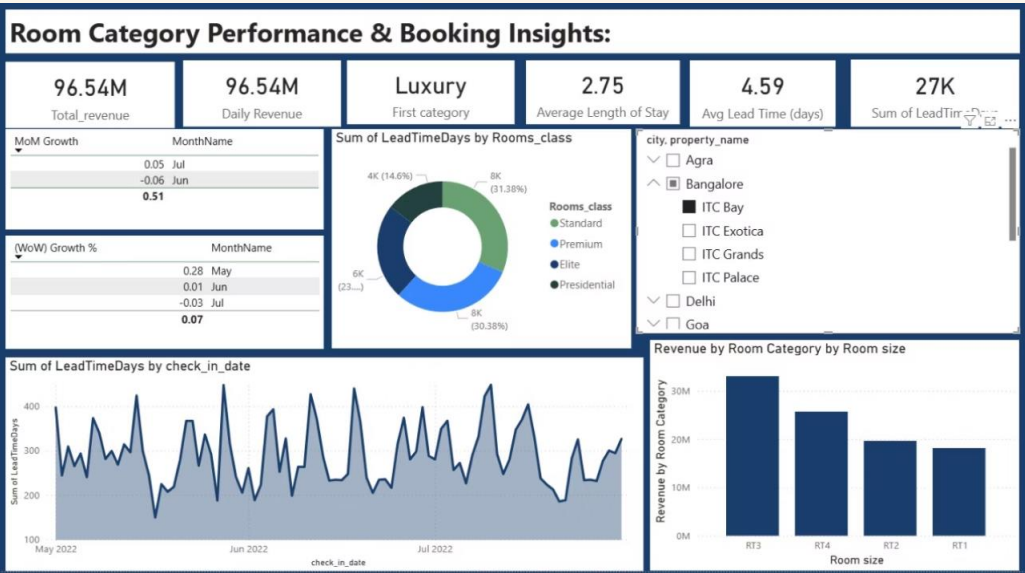 Room Category Performance & Booking Insights:
96.54M
Total_revenue
96.54M
Daily Revenue
Luxury
First category
2.75
Average Length of Stay
4.59
Avg Lead Time (days)
27K
Sum of LeadTimeDays
MoM Growth MonthName
0.05 Jul
-0.06 Jun
0.51
(WoW) Growth % MonthName
0.28 May
0.01 Jun
-0.03 Jul
0.07
Sum of LeadTimeDays by Rooms_class
4K (14.6%)
8K
(31.38%)
6K
(23....)
8K
(30.38%)
Rooms_class
Standard
Premium
Elite
Presidential
city, property_name
Agra
Bangalore
ITC Bay
ITC Exotica
ITC Grands
ITC Palace
Delhi
Goa
Sum of LeadTimeDays by check_in_date
Sum of LeadTimeDays
400
300
200
100
May 2022 Jun 2022 Jul 2022
check_in_date
Revenue by Room Category by Room size
Revenue by Room Category
30M
20M
10M
0M
RT3 RT4 RT2 RT1
Room size